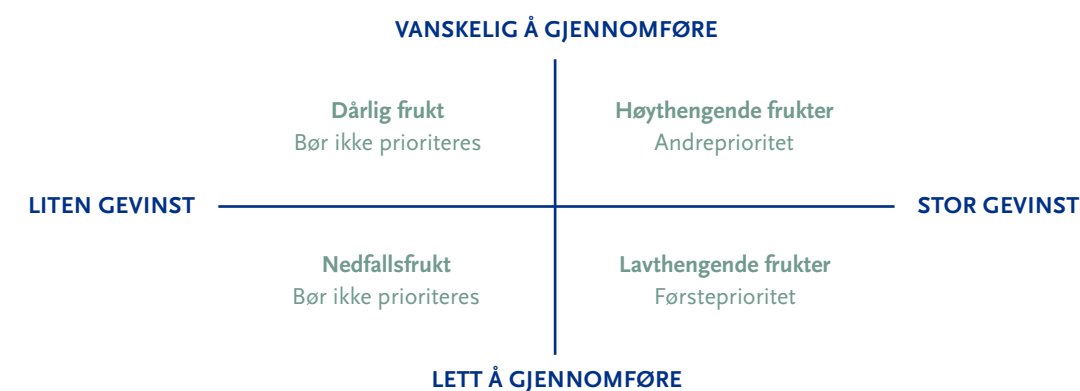 VANSKELIG Å GJENNOMFØRE
Dårlig frukt
Bør ikke prioriteres
Høythengende frukter
Andreprioritet
LITEN GEVINST
STOR GEVINST
Nedfallsfrukt
Bør ikke prioriteres
Lavthengende frukter
Førsteprioritet
LETT Å GJENNOMFØRE